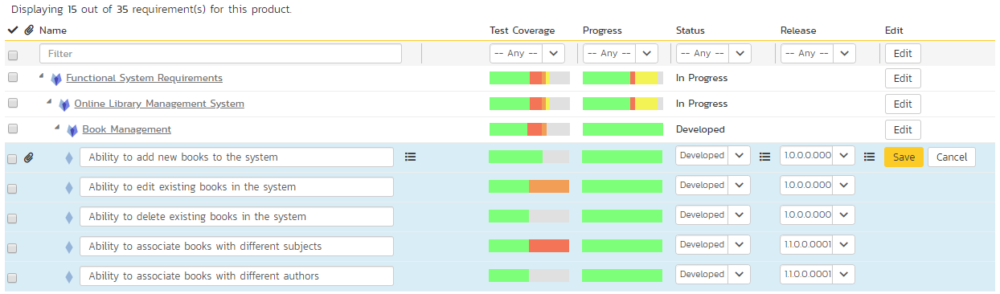 Displaying 15 out of 35 requirement(s) for this product.
Name Test Coverage Progress Status Release Edit
Filter -- Any -- -- Any -- -- Any -- -- Any -- Edit
Functional System Requirements In Progress Edit
Online Library Management System In Progress Edit
Book Management Developed Edit
Ability to add new books to the system Developed 1.0.0.0.000 Save Cancel
Ability to edit existing books in the system Developed 1.0.0.0.000
Ability to delete existing books in the system Developed 1.0.0.0.000
Ability to associate books with different subjects Developed 1.1.0.0.0001
Ability to associate books with different authors Developed 1.1.0.0.0001